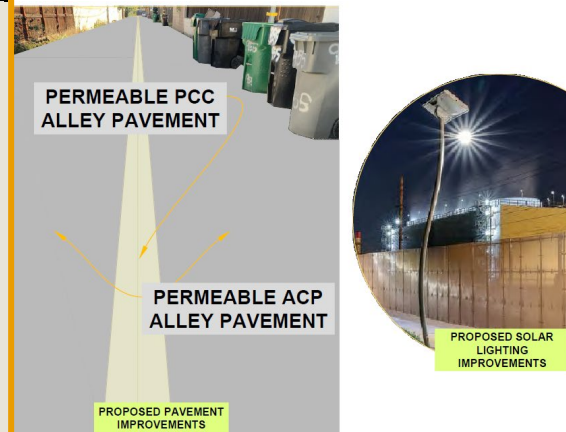 PERMEABLE PCC
ALLEY PAVEMENT
PERMEABLE ACP
ALLEY PAVEMENT
PROPOSED PAVEMENT
IMPROVEMENTS
PROPOSED SOLAR
LIGHTING
IMPROVEMENTS